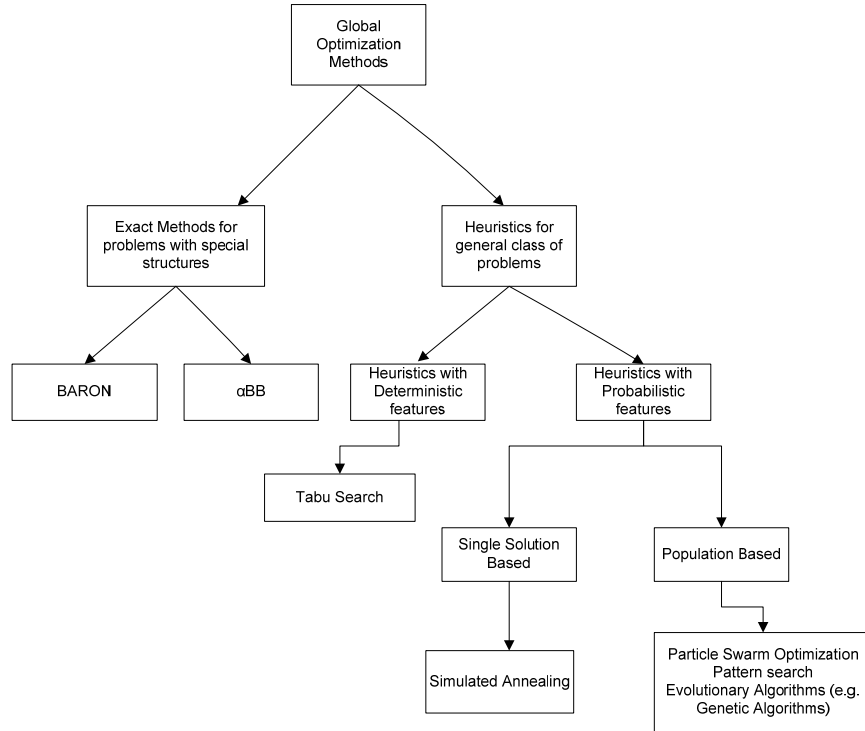 Global
Optimization
Methods
Exact Methods for
problems with special
structures
Heuristics for
general class of
problems
BARON
αBB
Heuristics with
Deterministic
features
Heuristics with
Probabilistic
features
Tabu Search
Single Solution
Based
Population Based
Simulated Annealing
Particle Swarm Optimization
Pattern search
Evolutionary Algorithms (e.g.
Genetic Algorithms)